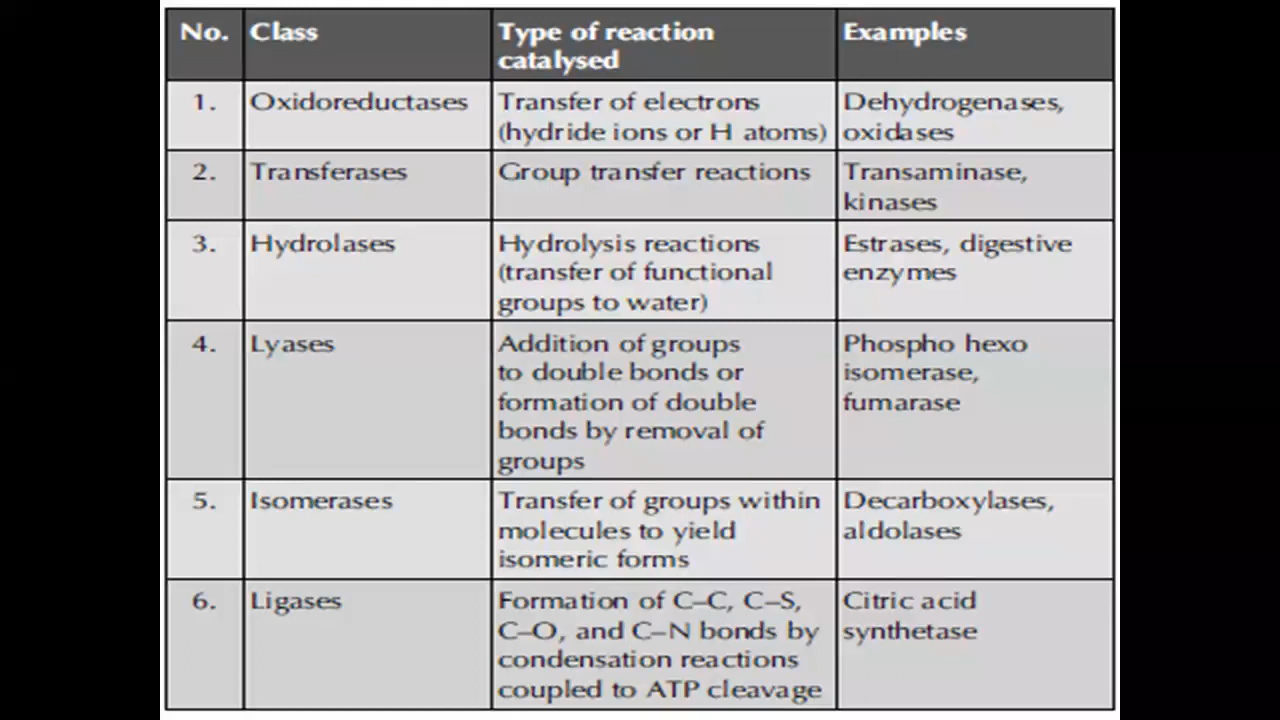 No. Class Type of reaction catalysed Examples
1. Oxidoreductases Transfer of electrons (hydride ions or H atoms) Dehydrogenases, oxidases
2. Transferases Group transfer reactions Transaminase, kinases
3. Hydrolases Hydrolysis reactions (transfer of functional groups to water) Estrases, digestive enzymes
4. Lyases Addition of groups to double bonds or formation of double bonds by removal of groups Phospho hexo isomerase, fumarase
5. Isomerases Transfer of groups within molecules to yield isomeric forms Decarboxylases, aldolases
6. Ligases Formation of C–C, C–S, C–O, and C–N bonds by condensation reactions coupled to ATP cleavage Citric acid synthetase